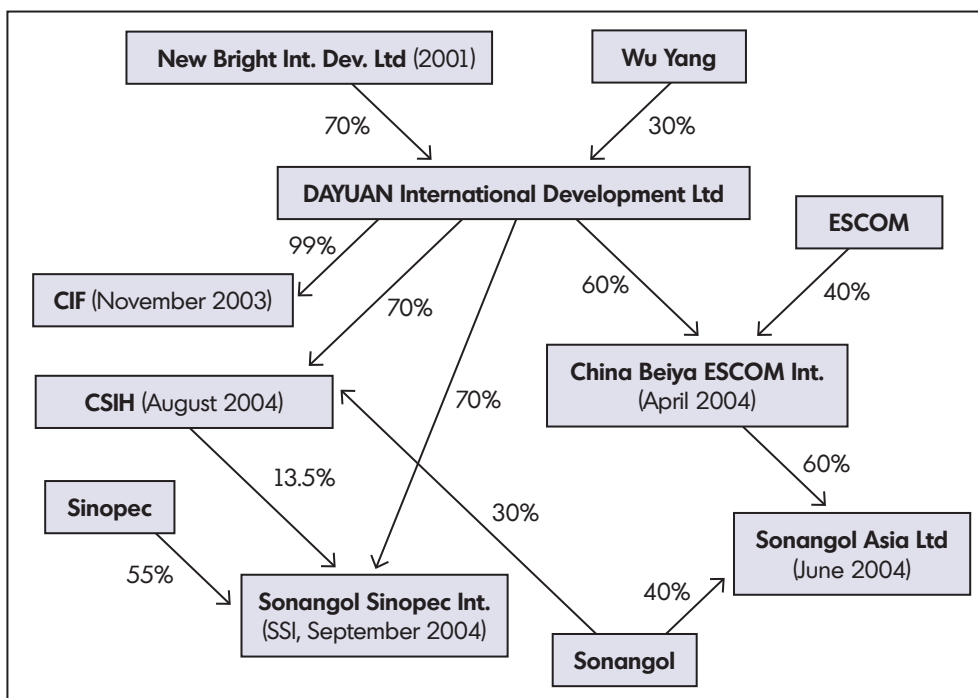 New Bright Int. Dev. Ltd (2001)
Wu Yang
70%
30%
DAYUAN International Development Ltd
ESCOM
99%
CIF (November 2003)
70%
60%
40%
China Beiya ESCOM Int.
(April 2004)
CSIH (August 2004)
70%
13.5%
60%
Sinopec
30%
Sonangol Asia Ltd
(June 2004)
55%
40%
Sonangol Sinopec Int.
(SSI, September 2004)
Sonangol